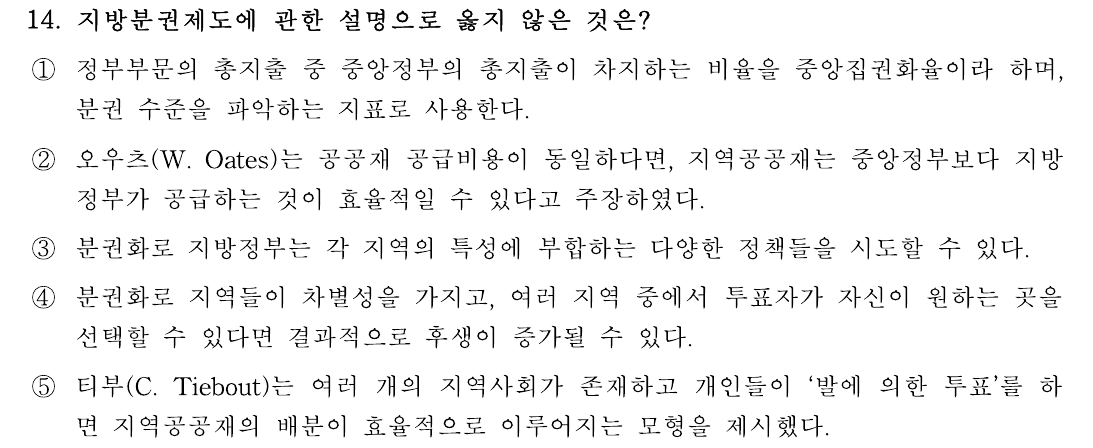 14. 지방분권제도에 관한 설명으로 옳지 않은 것은?
① 정부부문의 총지출 중 중앙정부의 총지출이 차지하는 비율을 중앙집권화율이라 하며,
분권 수준을 파악하는 지표로 사용한다.
② 오우츠(W. Oates)는 공공재 공급비용이 동일하다면, 지역공공재는 중앙정부보다 지방
정부가 공급하는 것이 효율적일 수 있다고 주장하였다.
③ 분권화로 지방정부는 각 지역의 특성에 부합하는 다양한 정책들을 시도할 수 있다.
④ 분권화로 지역들이 차별성을 가지고, 여러 지역 중에서 투표자가 자신이 원하는 곳을
선택할 수 있다면 결과적으로 후생이 증가될 수 있다.
⑤ 티부(C. Tiebout)는 여러 개의 지역사회가 존재하고 개인들이 ‘발에 의한 투표’를 하
면 지역공공재의 배분이 효율적으로 이루어지는 모형을 제시했다.